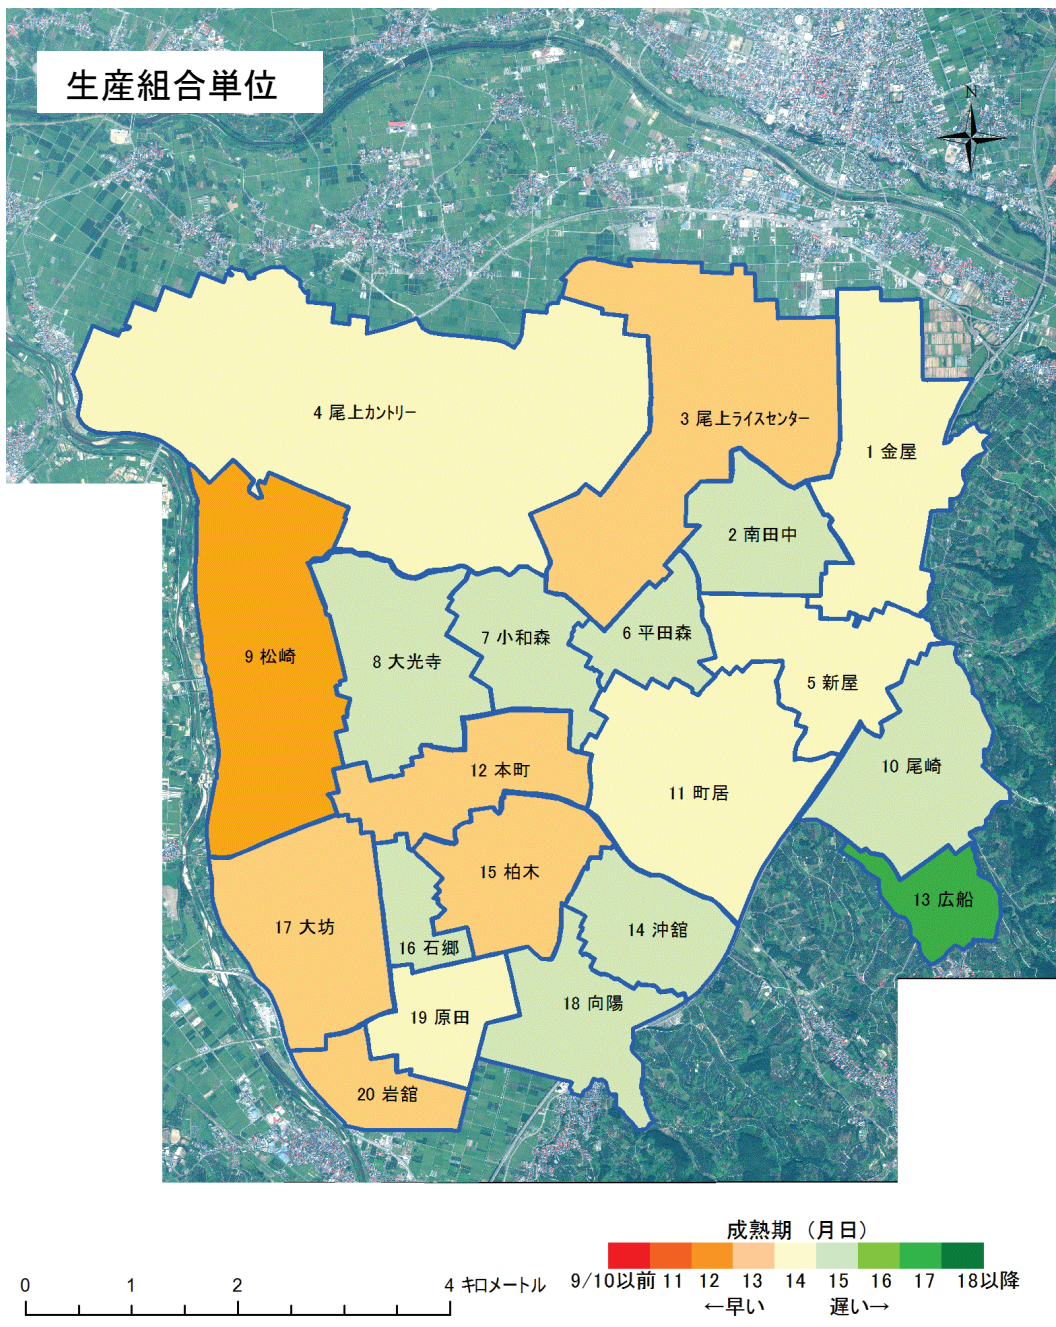 生産組合単位
N
4 尾上カントリー
3 尾上ライスセンター
1 金屋
2 南田中
7 小和森
6 平田森
9 松崎
8 大光寺
5 新屋
10 尾崎
12 本町
11 町居
15 柏木
13 広船
17 大坊
14 沖舘
16 石郷
18 向陽
19 原田
20 岩舘
成熟期 (月日)
9/10以前 11 12 13 14 15 16 17 18以降
←早い 遅い→
0 1 2 4 キロメートル